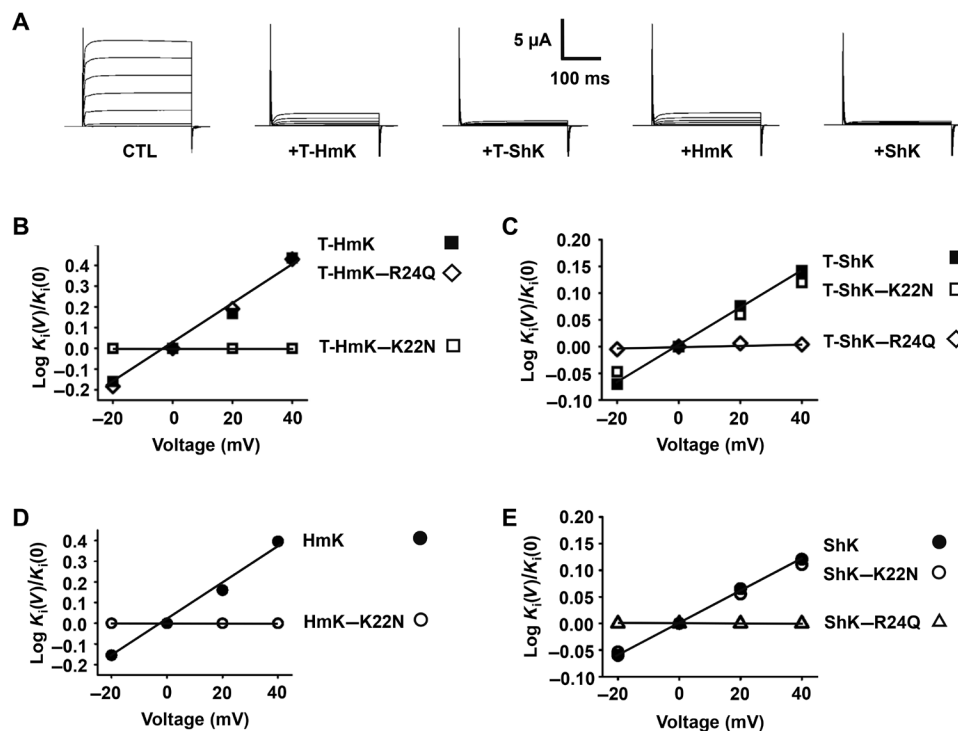 A
5 µA
100 ms
CTL
+T-HmK
+T-ShK
+HmK
+ShK
B
Log Ki(V)/Ki(0)
0.4
0.3
0.2
0.1
0.0
–0.1
–0.2
–20
0
20
40
Voltage (mV)
T-HmK
T-HmK—R24Q
T-HmK—K22N
C
Log Ki(V)/Ki(0)
0.20
0.15
0.10
0.05
0.00
–0.05
–0.10
–20
0
20
40
Voltage (mV)
T-ShK
T-ShK—K22N
T-ShK—R24Q
D
Log Ki(V)/Ki(0)
0.4
0.3
0.2
0.1
0.0
–0.1
–0.2
–20
0
20
40
Voltage (mV)
HmK
HmK—K22N
E
Log Ki(V)/Ki(0)
0.20
0.15
0.10
0.05
0.00
–0.05
–0.10
–20
0
20
40
Voltage (mV)
ShK
ShK—K22N
ShK—R24Q